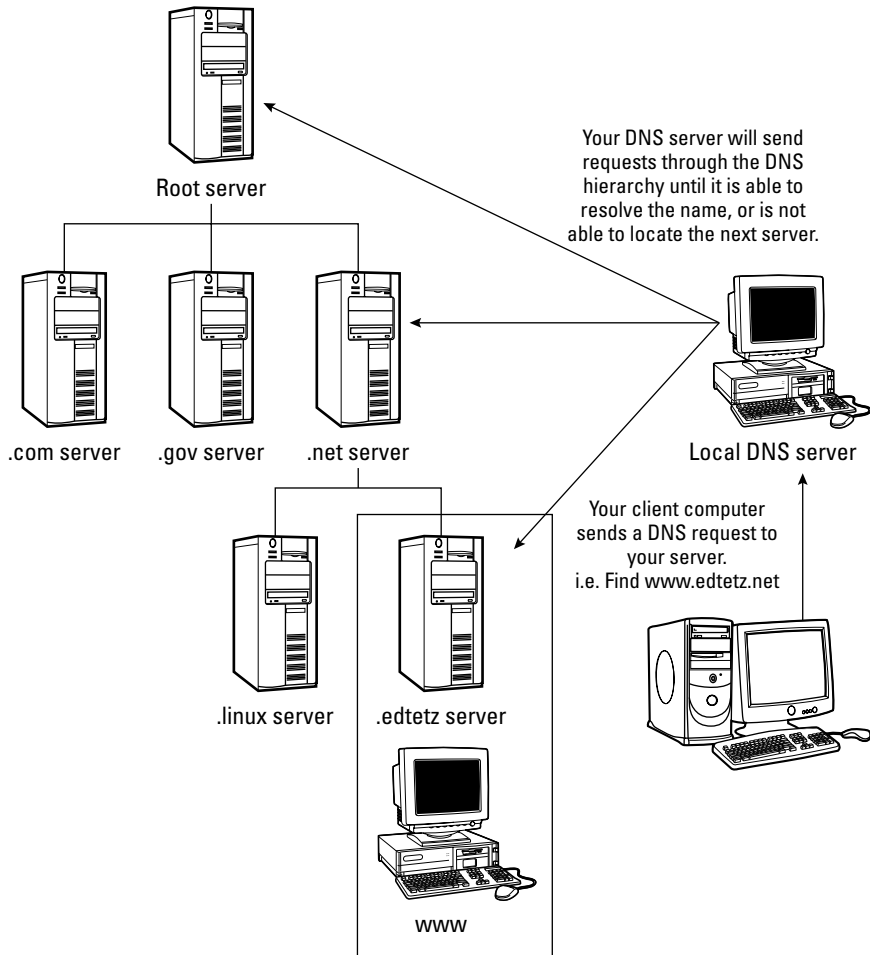 Your DNS server will send
requests through the DNS
hierarchy until it is able to
resolve the name, or is not
able to locate the next server.
Root server
.com server
.gov server
.net server
Local DNS server
Your client computer
sends a DNS request to
your server.
i.e. Find www.edtetz.net
.linux server
.edtetz server
www